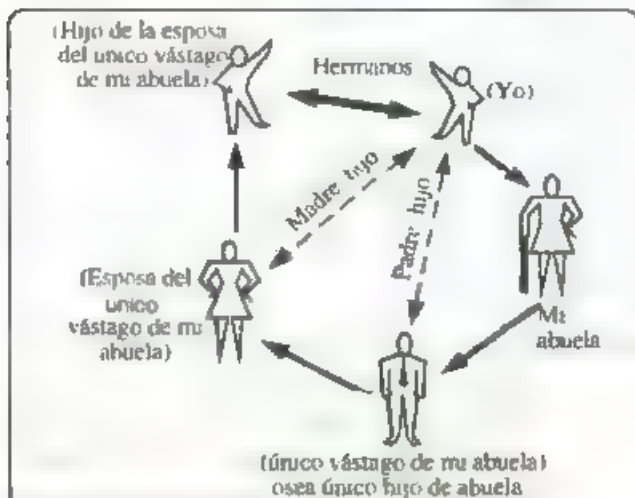 (Hijo de la esposa
del unico vástago
de mi abuela)
Hermanos
(Yo)
Madre hijo
Padre hijo
(Esposa del
unico
vástago de mi
abuela)
Mi
abuela
(único vástago de mi abuela)
osea único hijo de abuela